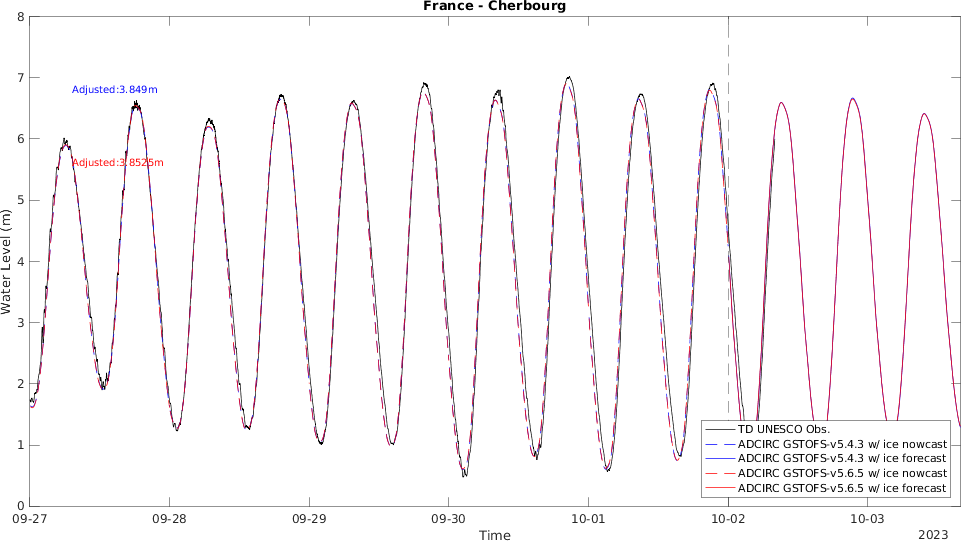 France - Cherbourg
8
7
Adjusted:3.849m
6
Adjusted:3.8525m
5
4
3
2
1
0
Water Level (m)
TD UNESCO Obs.
ADCIRC GSTOFS-v5.4.3 w/ ice nowcast
ADCIRC GSTOFS-v5.4.3 w/ ice forecast
ADCIRC GSTOFS-v5.6.5 w/ ice nowcast
ADCIRC GSTOFS-v5.6.5 w/ ice forecast
09-27 09-28 09-29 09-30 10-01 10-02 10-03
Time
2023